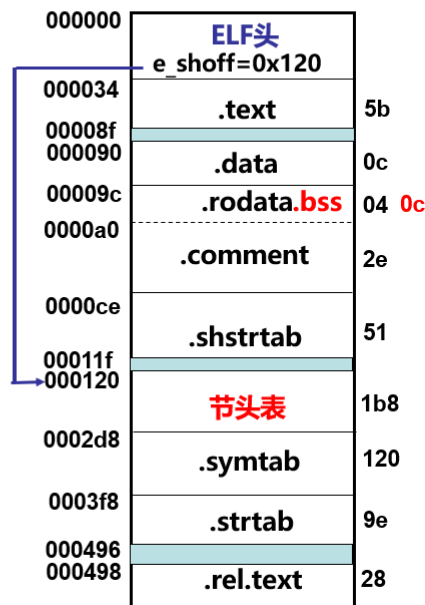 000000
ELF头
e_shoff=0x120
000034
.text 5b
00008f
000090
.data 0c
00009c
.rodata.bss 04 0c
0000a0
.comment 2e
0000ce
.shstrtab 51
00011f
000120
节头表 1b8
0002d8
.symtab 120
0003f8
.strtab 9e
000496
000498
.rel.text 28